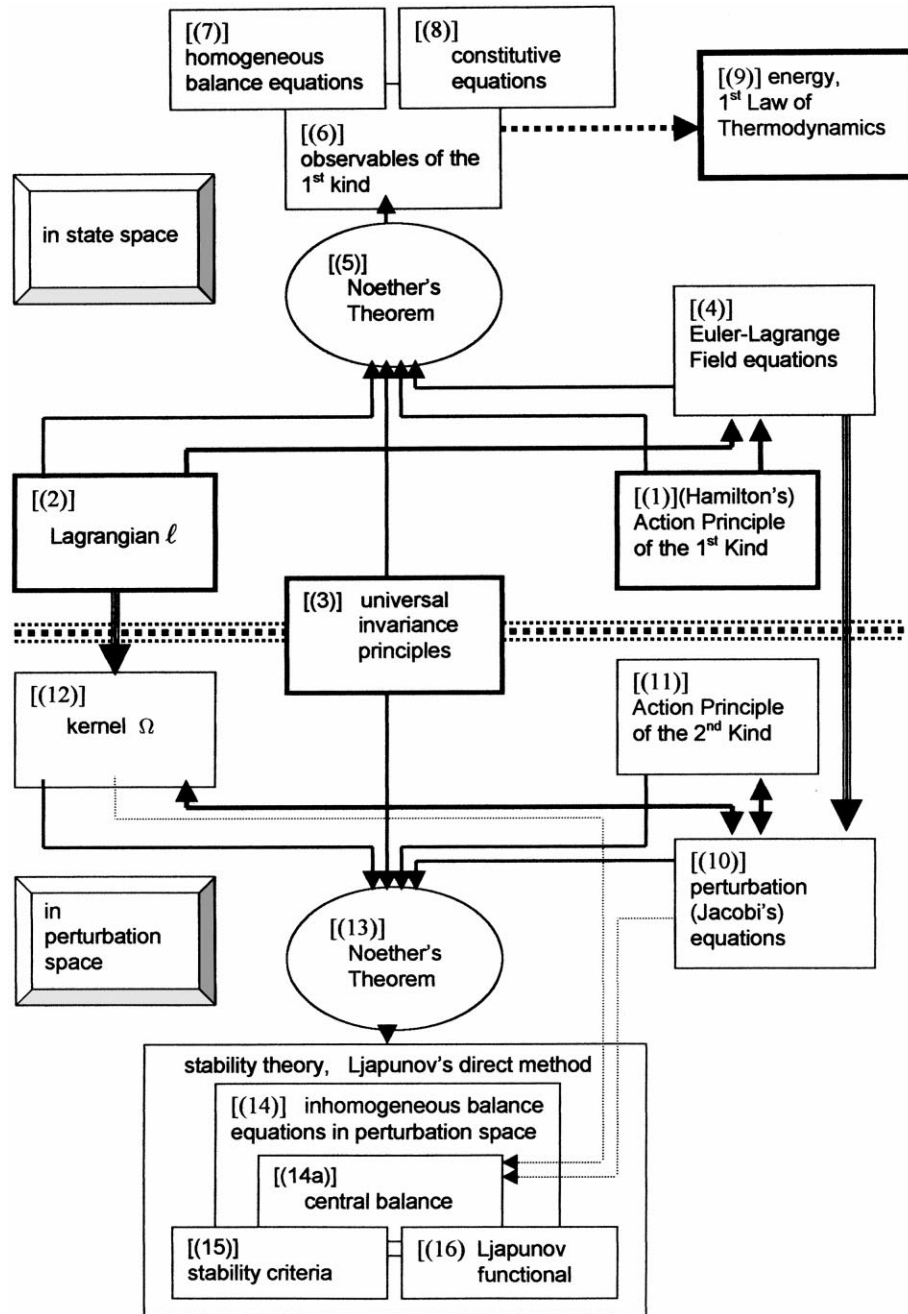 [(7)]
homogeneous
balance equations
[(8)]
constitutive
equations
[(9)] energy,
1st Law of
Thermodynamics
[(6)]
observables of the
1st kind
in state space
[(5)]
Noether's
Theorem
[(4)]
Euler-Lagrange
Field equations
[(2)]
Lagrangian ℓ
[(1)](Hamilton's)
Action Principle
of the 1st Kind
[(3)] universal
invariance
principles
[(12)]
kernel Ω
[(11)]
Action Principle
of the 2nd Kind
[(10)]
perturbation
(Jacobi's)
equations
in
perturbation
space
[(13)]
Noether's
Theorem
stability theory, Ljapunov's direct method
[(14)] inhomogeneous balance
equations in perturbation space
[(14a)]
central balance
[(15)]
stability criteria
[(16) Ljapunov
functional